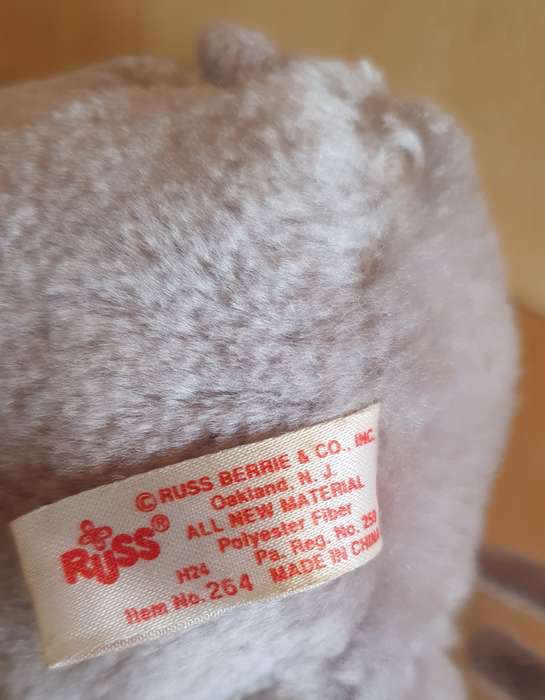 © RUSS BERRIE & CO., INC.
Oakland, N. J.
ALL NEW MATERIAL
Polyester Fiber
Pa. Reg. No. 259
MADE IN CHINA
RUSS®
H24
Item No. 264